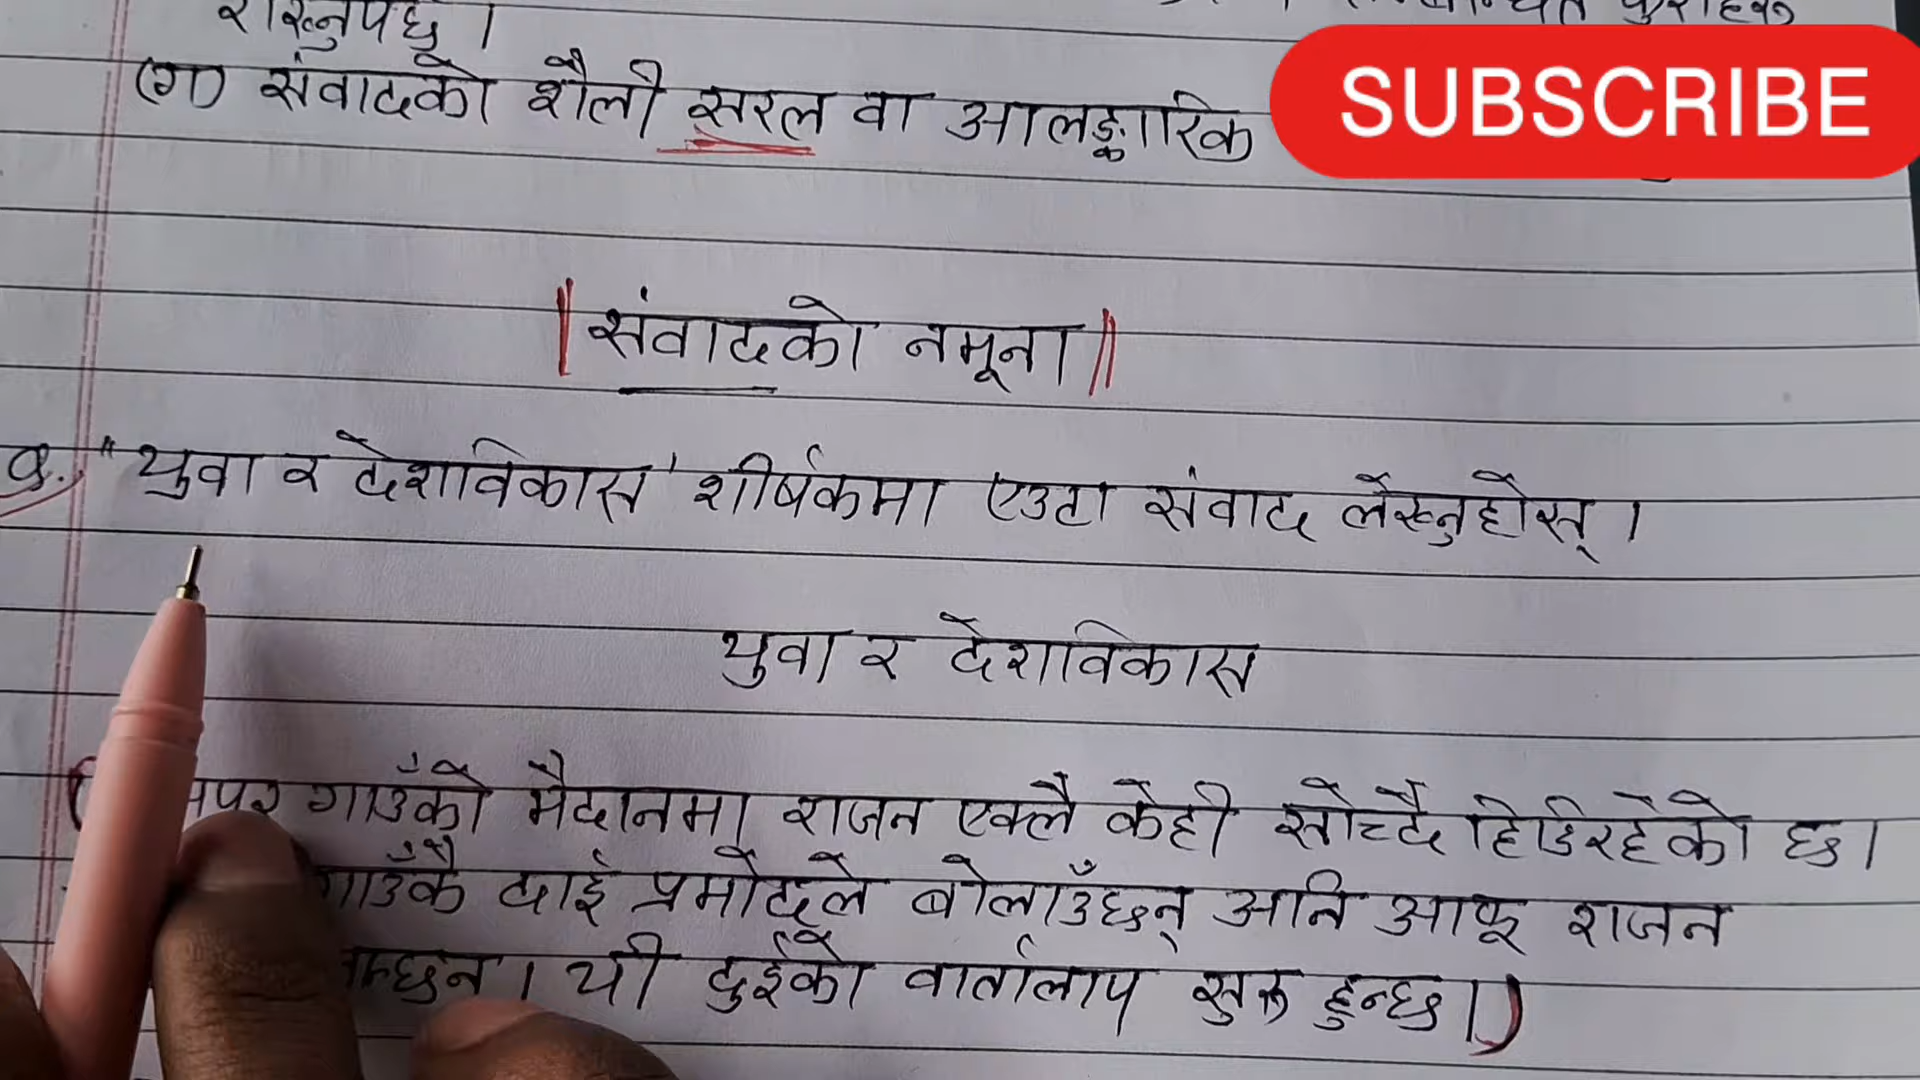 राख्नुपर्छ ।
(ग) संवादको शैली सरल वा आलङ्कारिक
SUBSCRIBE
संवादको नमूना
Q. "युवा र देशविकास' शीर्षकमा एउटा संवाद लेख्नुहोस् ।
युवा र देशविकास
गाउँको मैदानमा राजन एक्लै केही सोच्दै हिँडिरहेको छ।
गाउँकै दाई प्रमोदले बोलाउँछन् अनि आफू राजन
यी दुईको वार्तालाप सुरु हुन्छ ।)